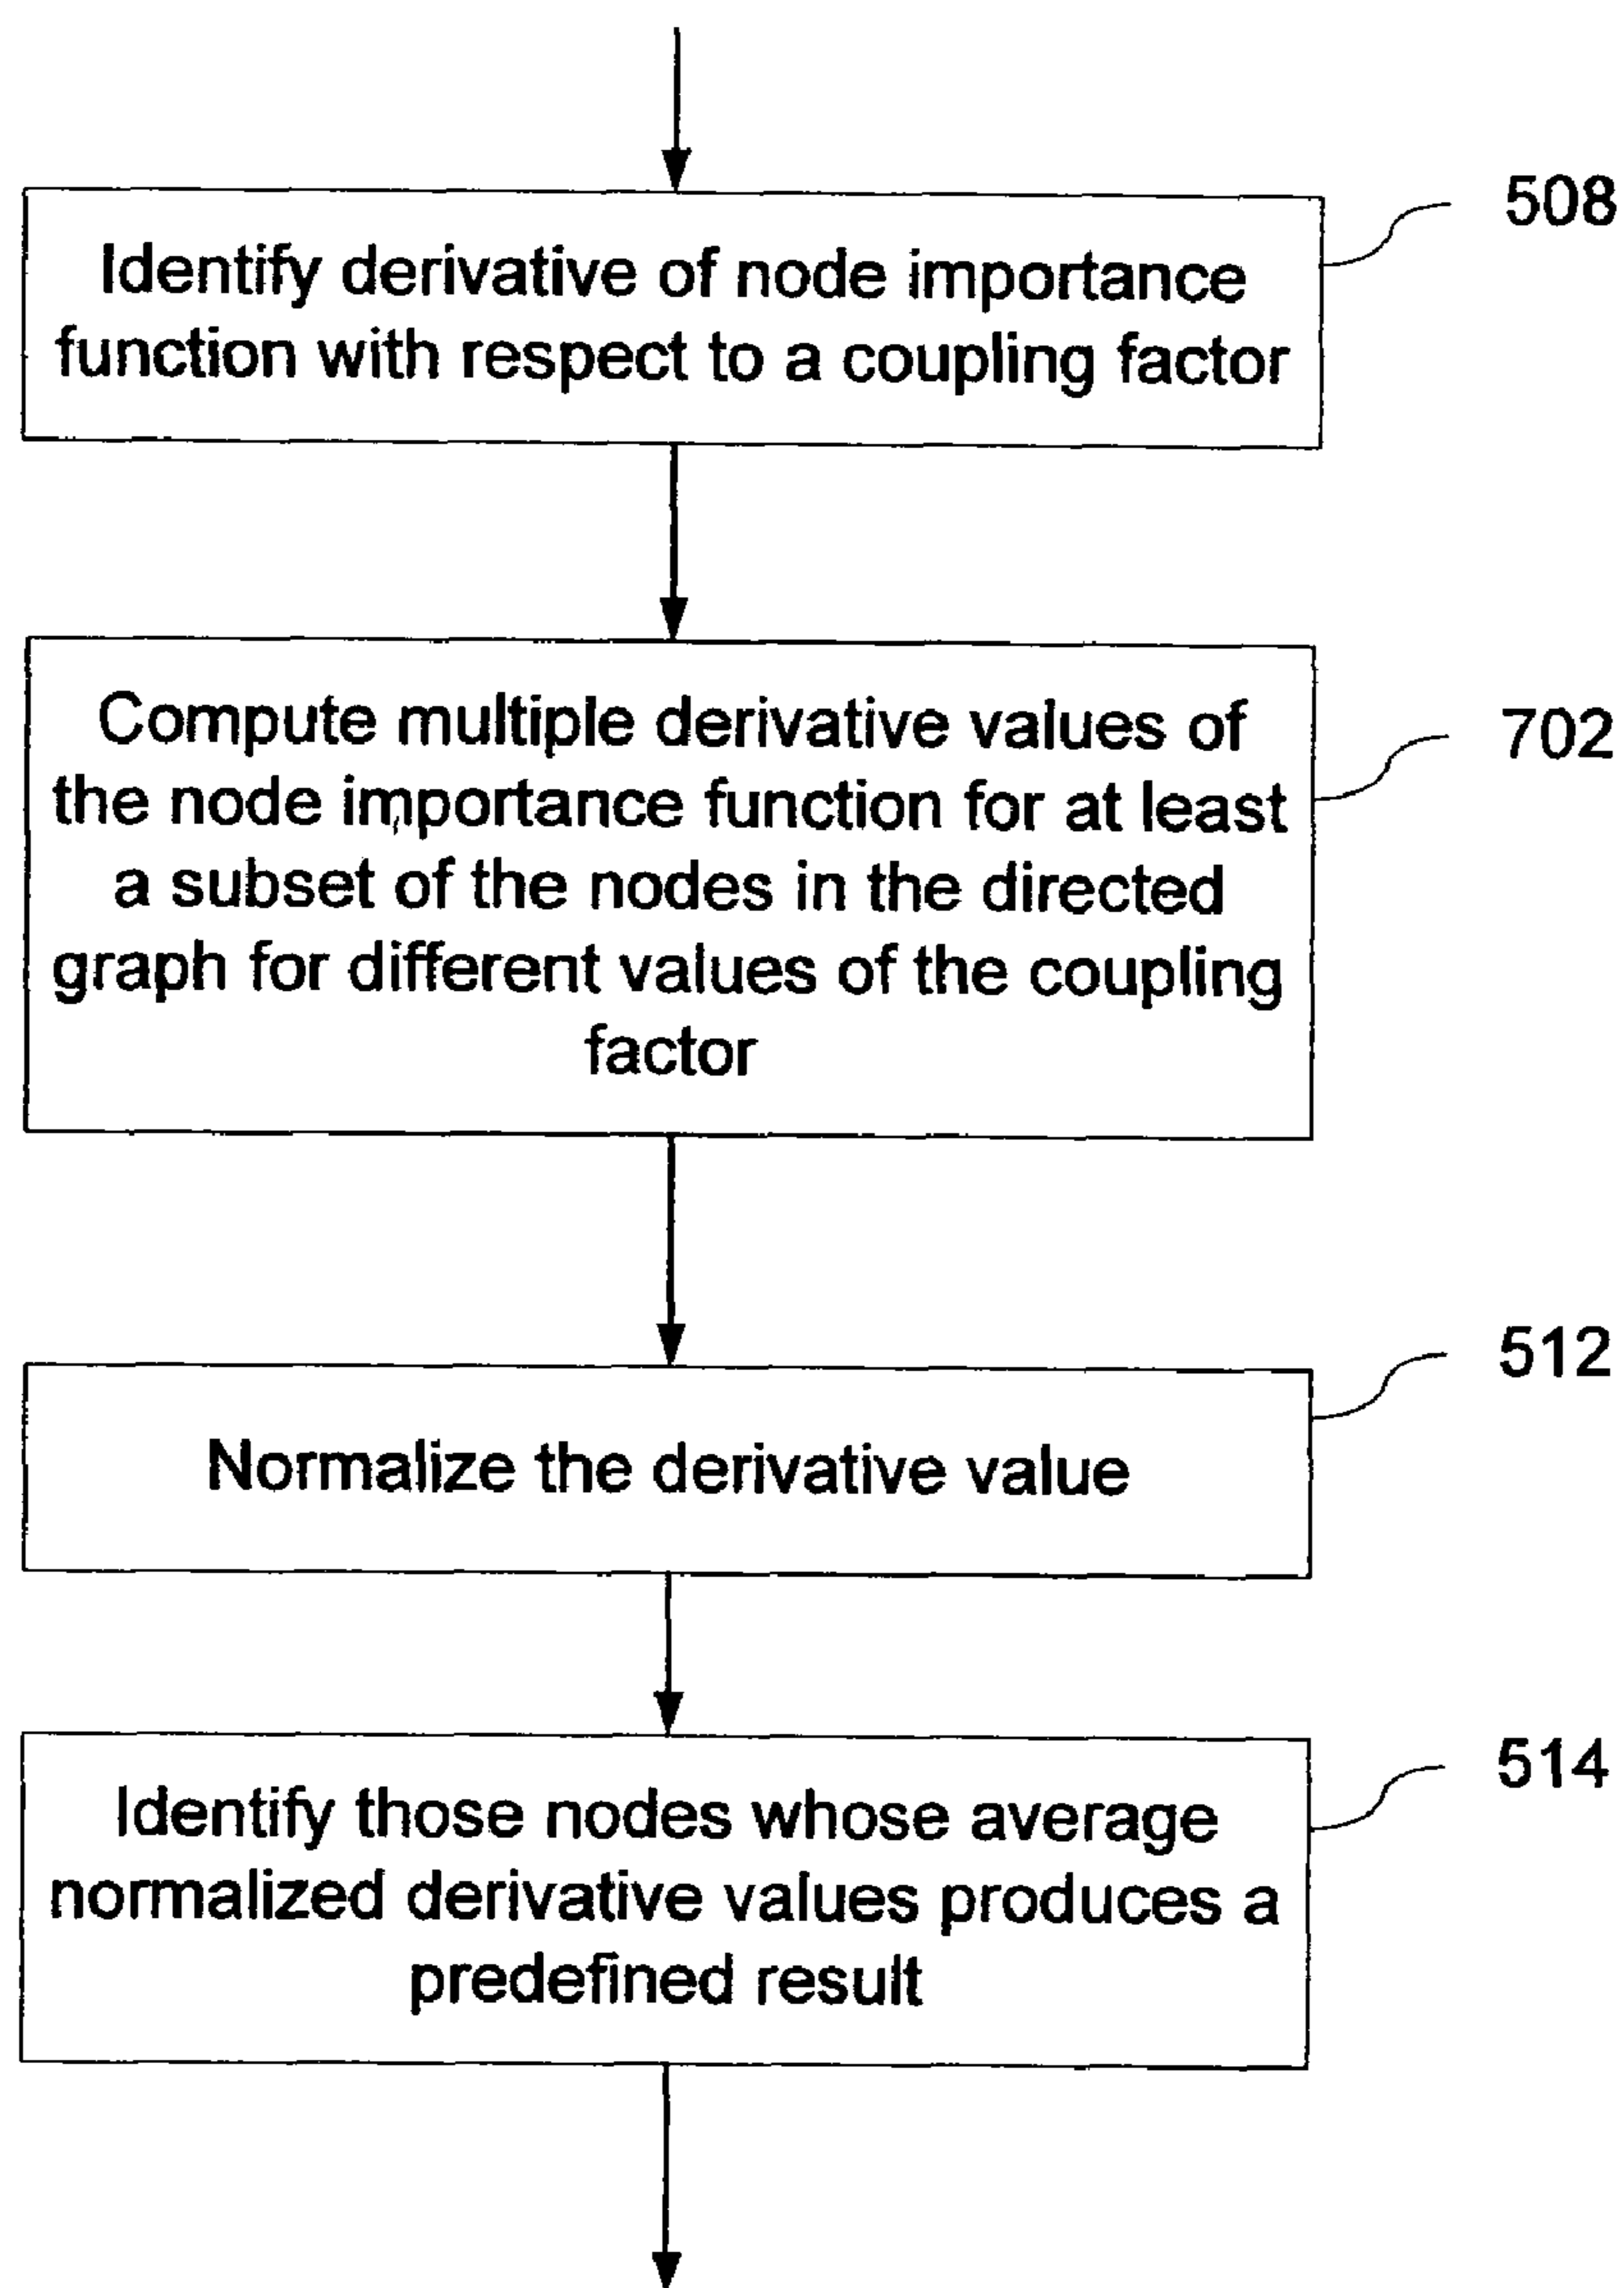 508
Identify derivative of node importance
function with respect to a coupling factor
702
Compute multiple derivative values of
the node importance function for at least
a subset of the nodes in the directed
graph for different values of the coupling
factor
512
Normalize the derivative value
514
Identify those nodes whose average
normalized derivative values produces a
predefined result